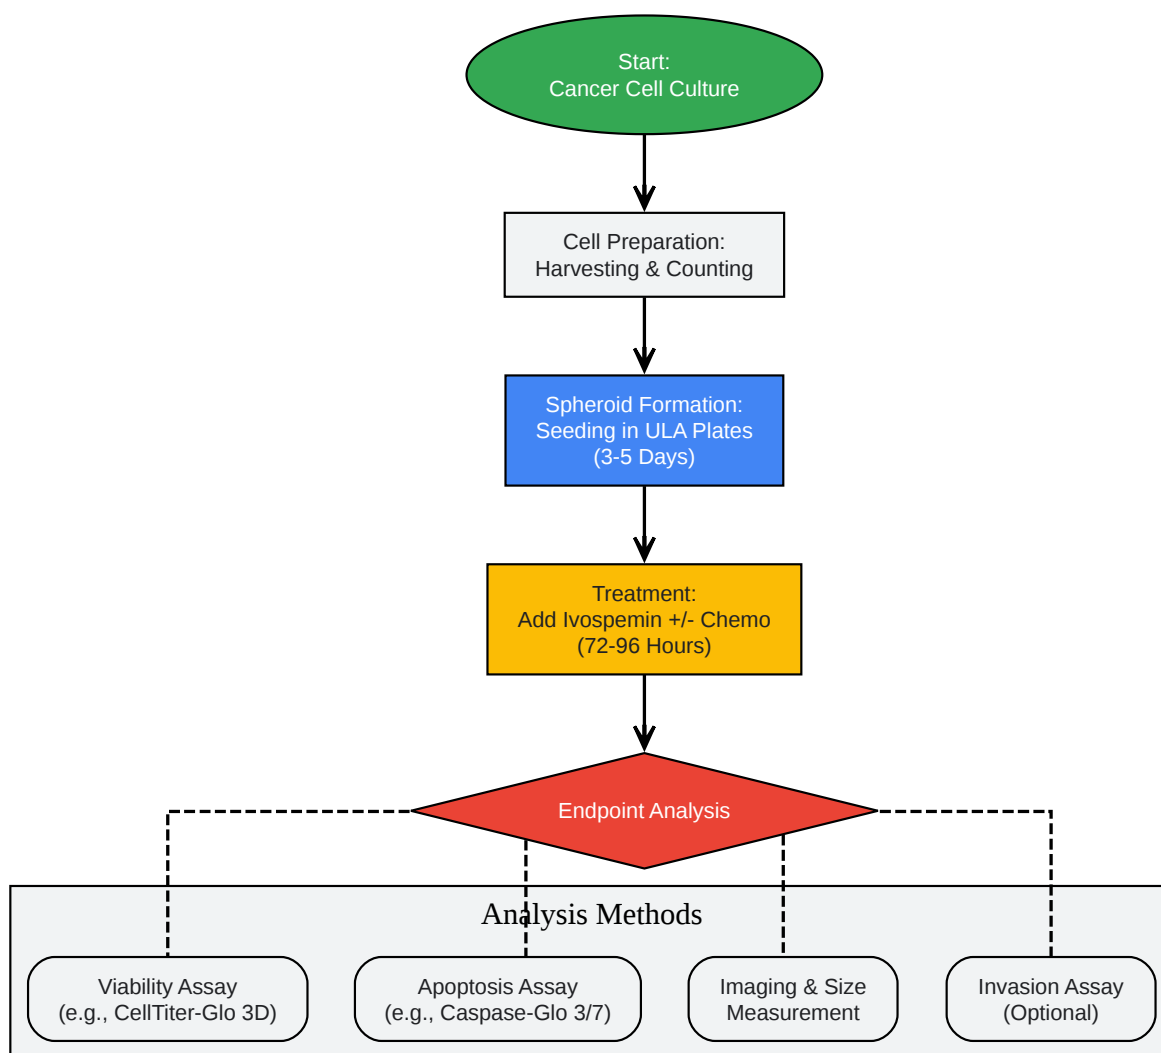 Start:
Cancer Cell Culture
Cell Preparation:
Harvesting & Counting
Spheroid Formation:
Seeding in ULA Plates
(3-5 Days)
Treatment:
Add Ivospemin +/- Chemo
(72-96 Hours)
Endpoint Analysis
Analysis Methods
Viability Assay
(e.g., CellTiter-Glo 3D)
Apoptosis Assay
(e.g., Caspase-Glo 3/7)
Imaging & Size
Measurement
Invasion Assay
(Optional)